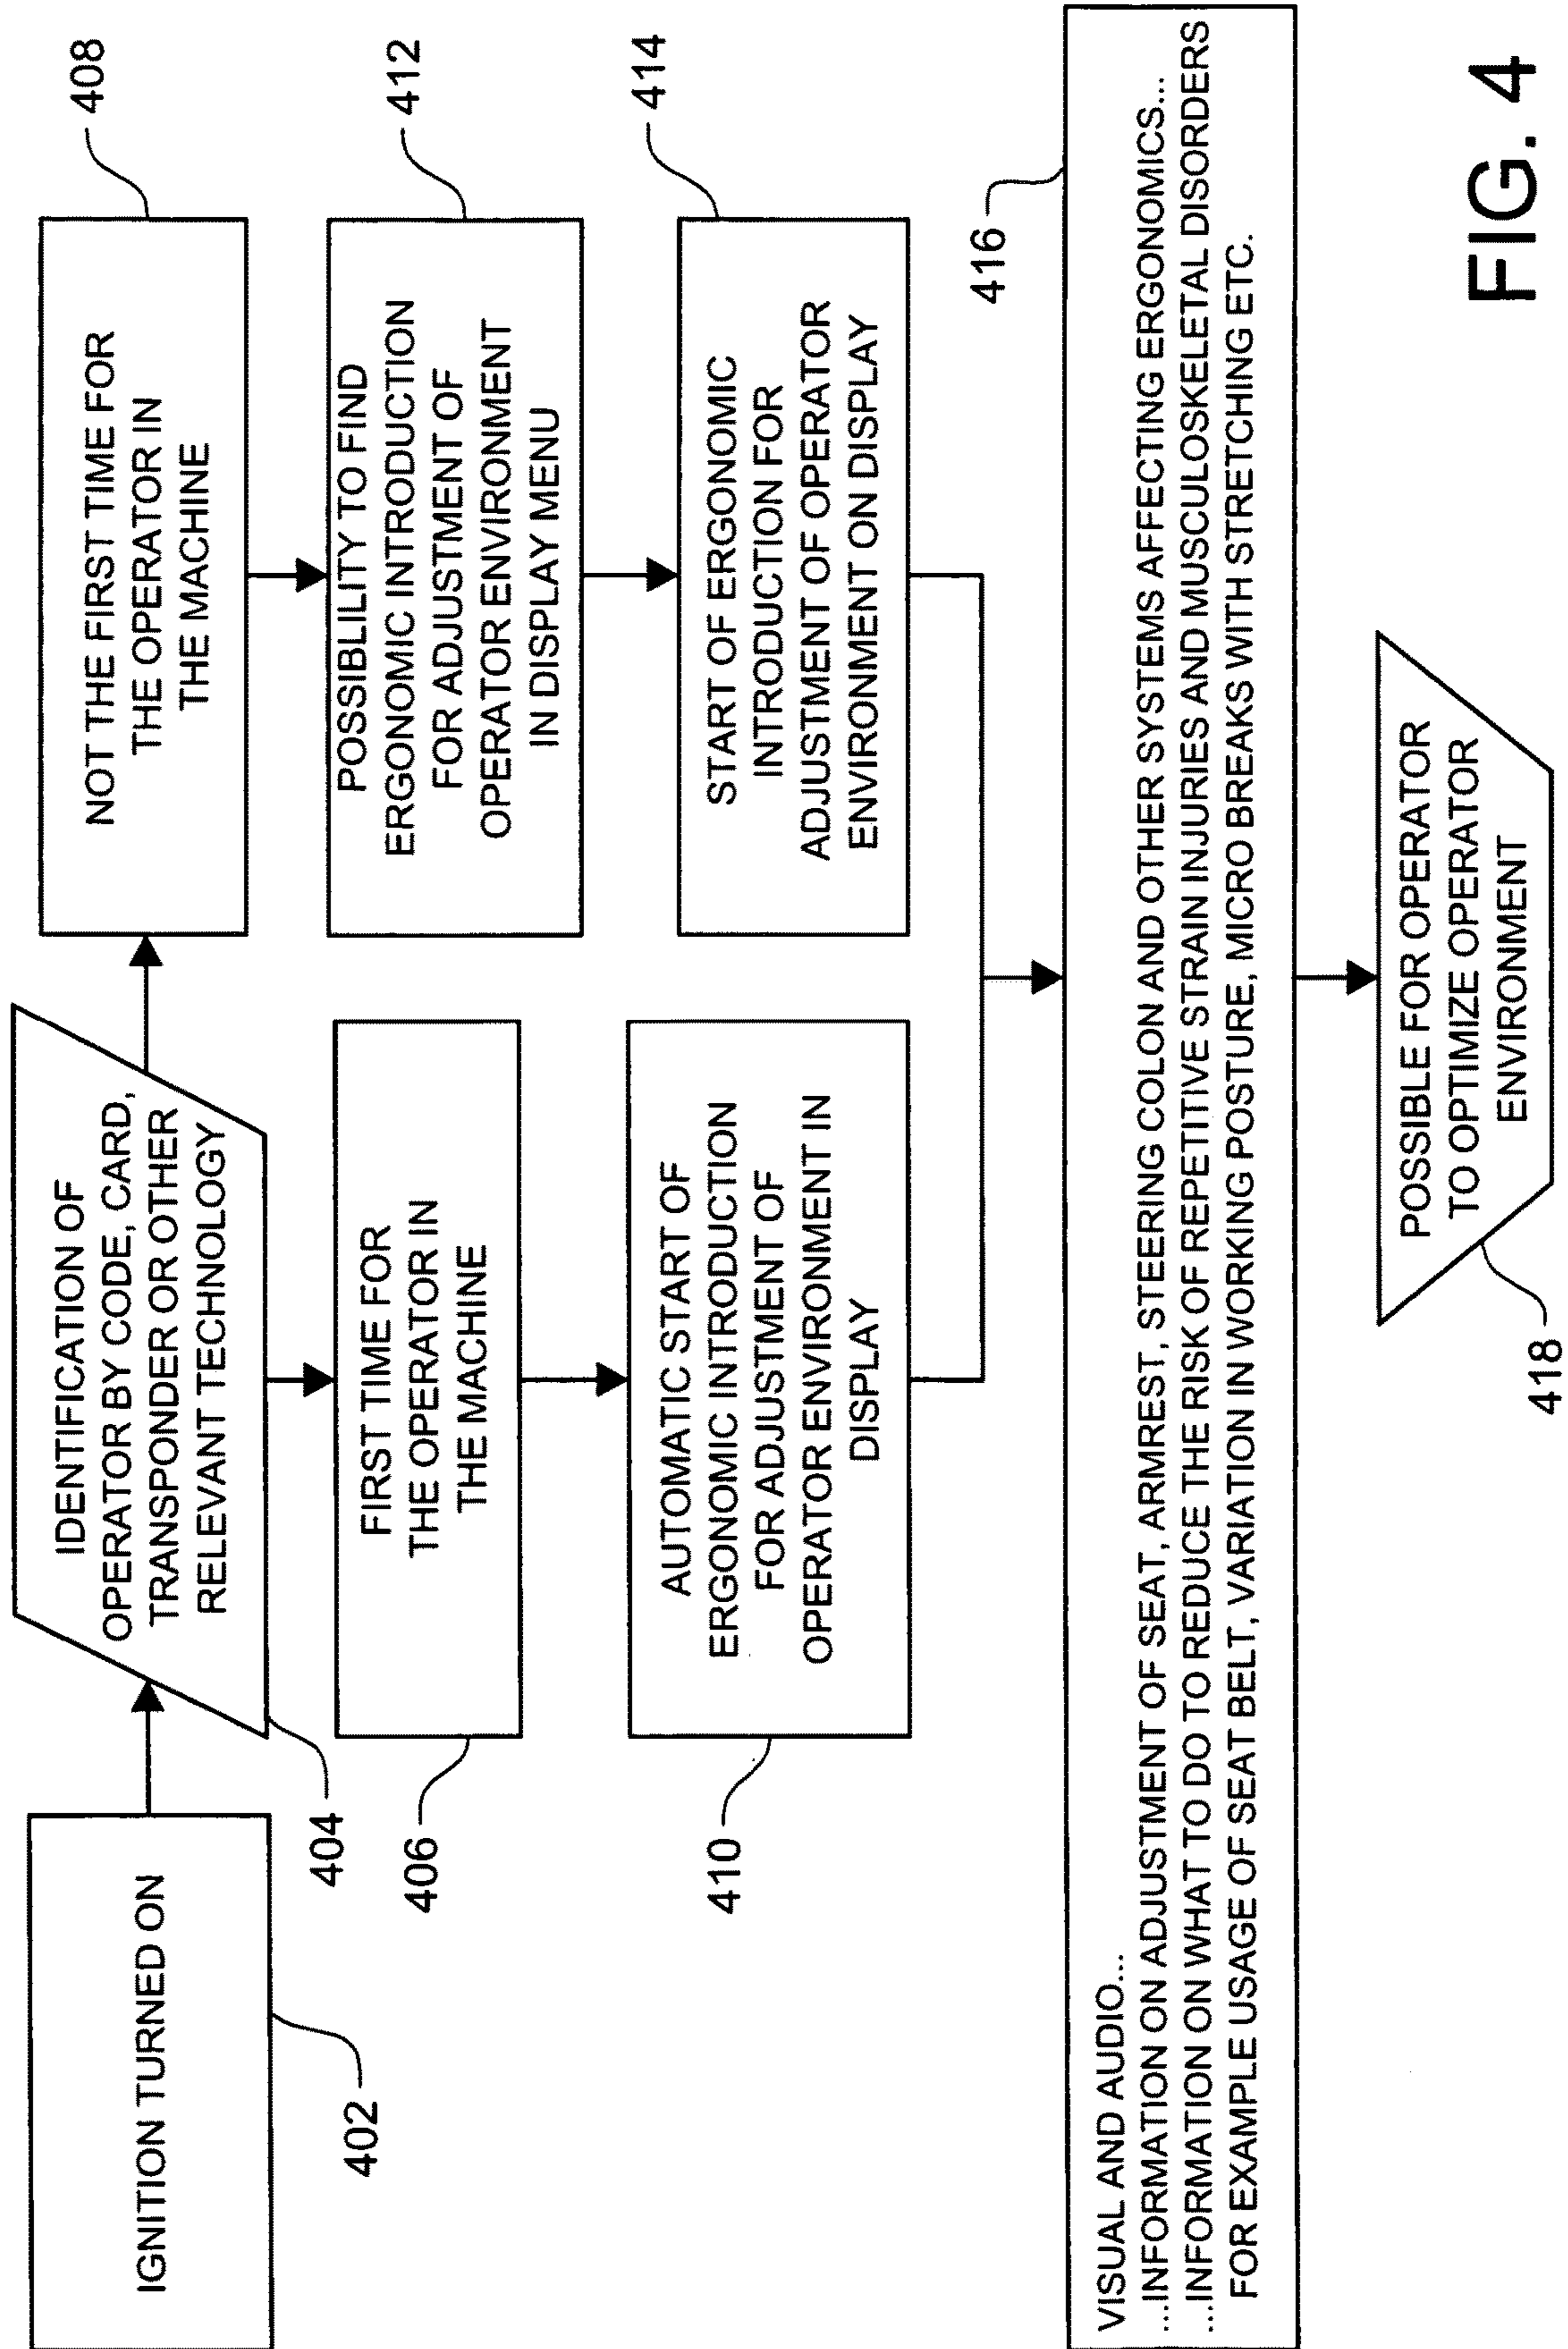 IGNITION TURNED ON
402
IDENTIFICATION OF
OPERATOR BY CODE, CARD,
TRANSPONDER OR OTHER
RELEVANT TECHNOLOGY
404
NOT THE FIRST TIME FOR
THE OPERATOR IN
THE MACHINE
408
FIRST TIME FOR
THE OPERATOR IN
THE MACHINE
406
POSSIBLILITY TO FIND
ERGONOMIC INTRODUCTION
FOR ADJUSTMENT OF
OPERATOR ENVIRONMENT
IN DISPLAY MENU
412
AUTOMATIC START OF
ERGONOMIC INTRODUCTION
FOR ADJUSTMENT OF
OPERATOR ENVIRONMENT IN
DISPLAY
410
START OF ERGONOMIC
INTRODUCTION FOR
ADJUSTMENT OF OPERATOR
ENVIRONMENT ON DISPLAY
414
416
VISUAL AND AUDIO...
...INFORMATION ON ADJUSTMENT OF SEAT, ARMREST, STEERING COLON AND OTHER SYSTEMS AFFECTING ERGONOMICS...
...INFORMATION ON WHAT TO DO TO REDUCE THE RISK OF REPETITIVE STRAIN INJURIES AND MUSCULOSKELETAL DISORDERS
FOR EXAMPLE USAGE OF SEAT BELT, VARIATION IN WORKING POSTURE, MICRO BREAKS WITH STRETCHING ETC.
POSSIBLE FOR OPERATOR
TO OPTIMIZE OPERATOR
ENVIRONMENT
418
FIG. 4